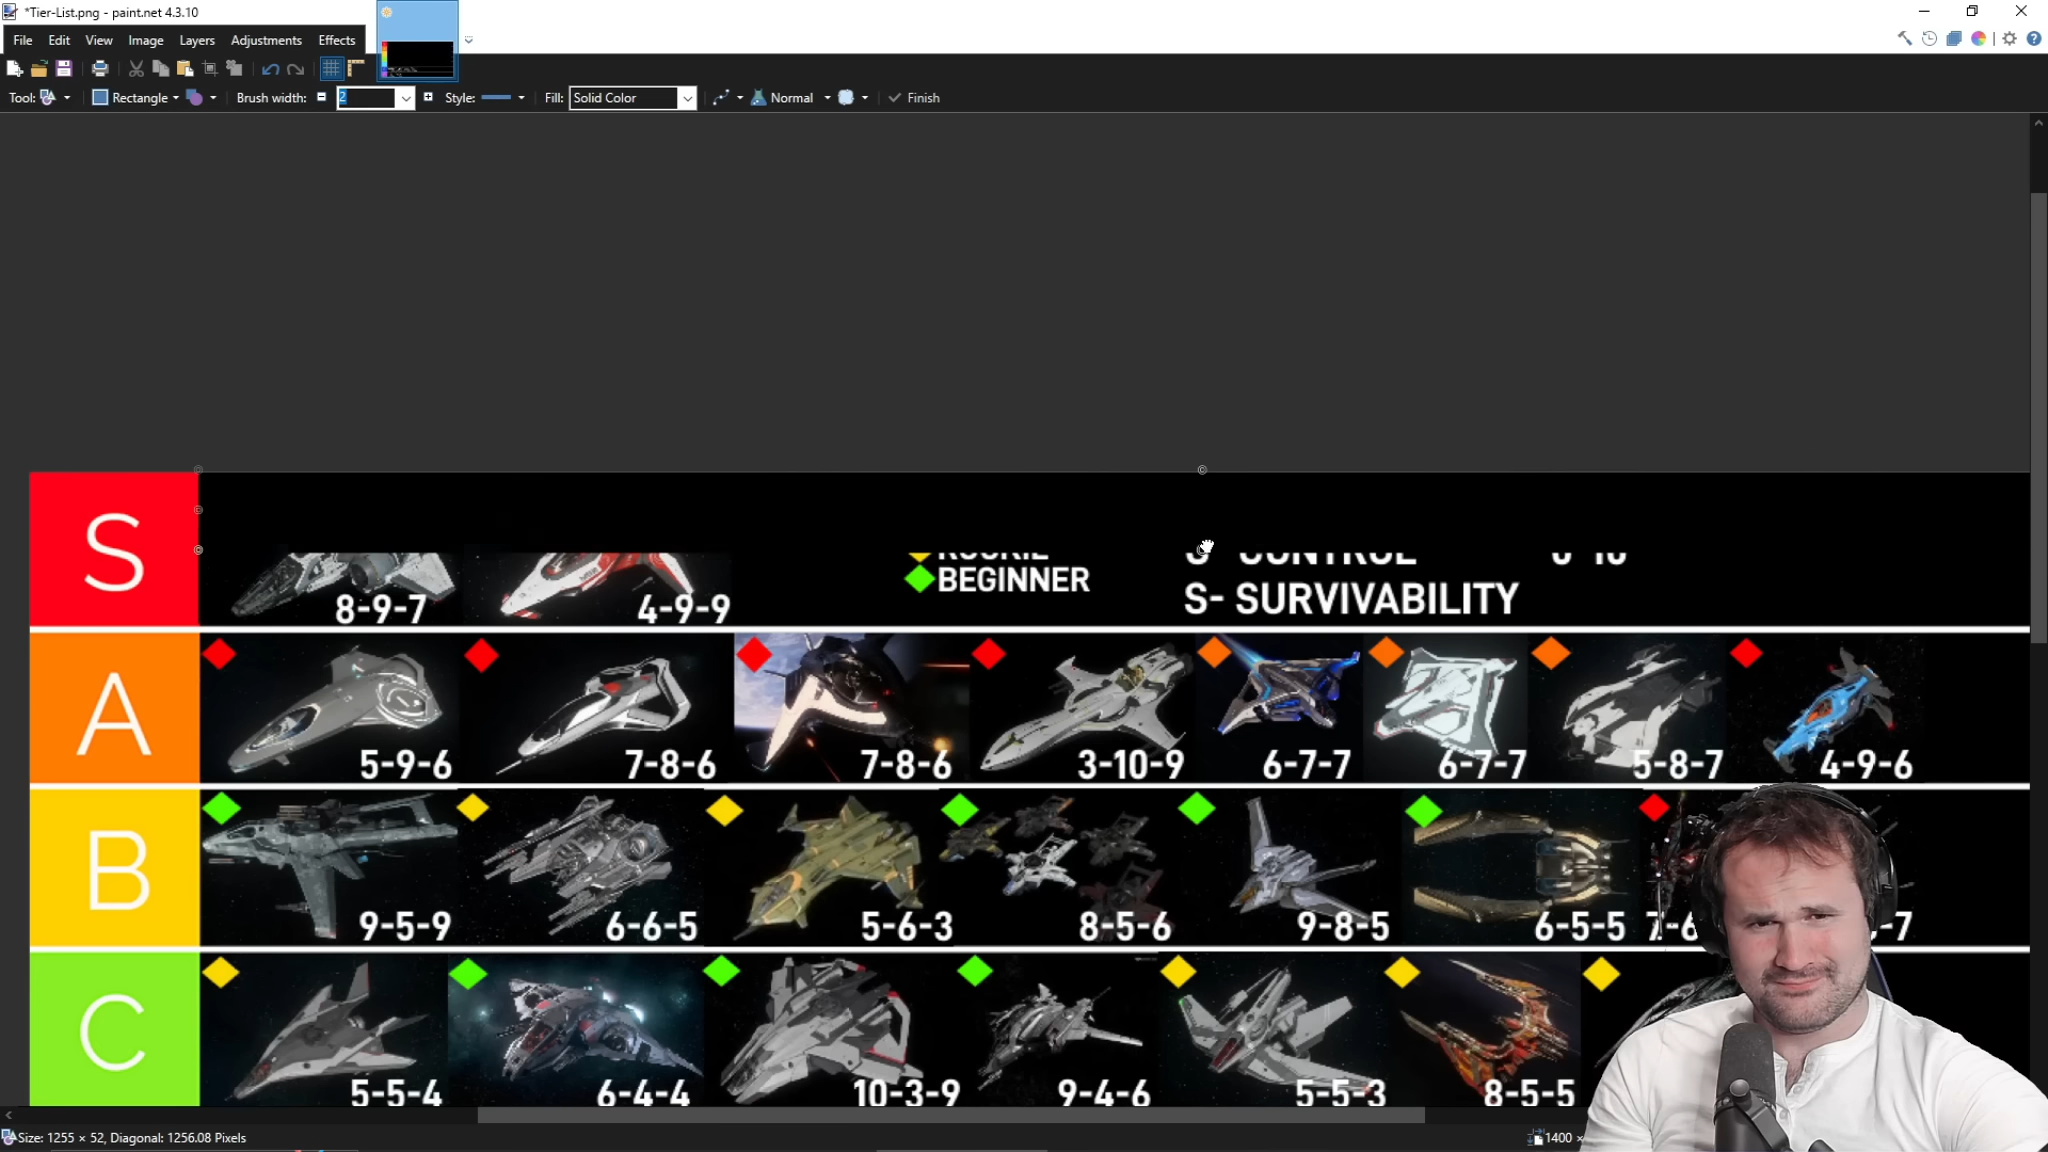 *Tier-List.png - paint.net 4.3.10
File Edit View Image Layers Adjustments Effects
Tool: Rectangle Brush width: 2 Style: Fill: Solid Color Normal Finish
S
BEGINNER
S- SURVIVABILITY
8-9-7 4-9-9
A
5-9-6 7-8-6 7-8-6 3-10-9 6-7-7 6-7-7 5-8-7 4-9-6
B
9-5-9 6-6-5 5-6-3 8-5-6 9-8-5 6-5-5
C
5-5-4 6-4-4 10-3-9 9-4-6 5-5-3 8-5-5
Size: 1255 × 52, Diagonal: 1256.08 Pixels
1400 ×